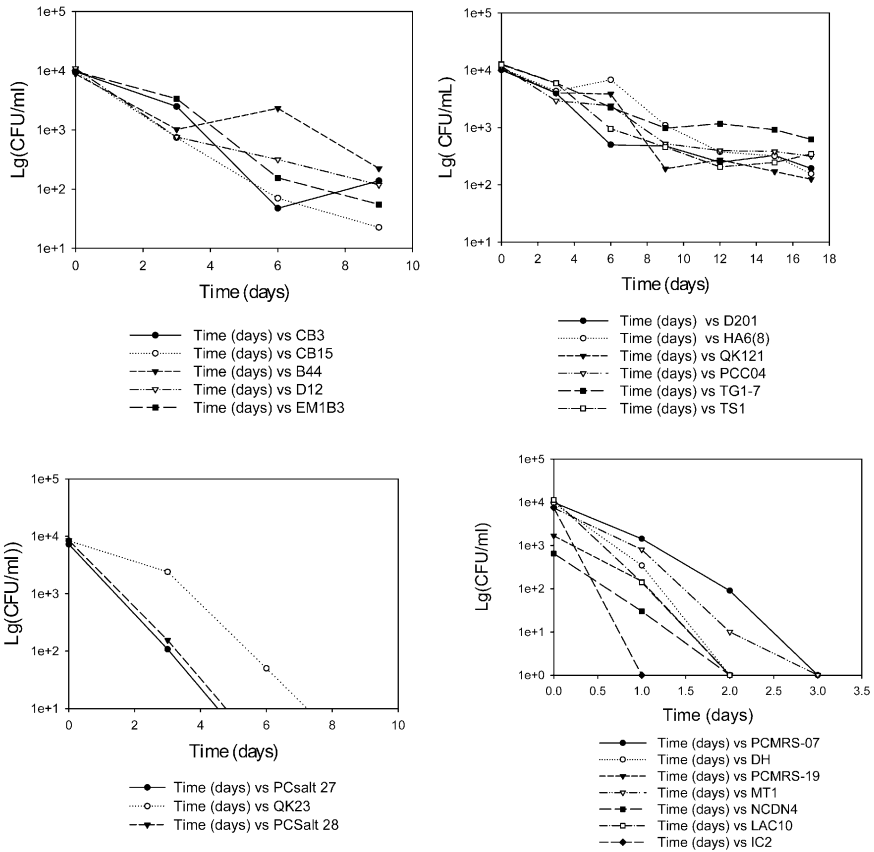 1e+5
1e+4
1e+3
1e+2
1e+1
Lg(CFU/ml)
0 2 4 6 8 10
Time (days)
Time (days) vs CB3
Time (days) vs CB15
Time (days) vs B44
Time (days) vs D12
Time (days) vs EM1B3
1e+5
1e+4
1e+3
1e+2
1e+1
Lg( CFU/mL)
0 2 4 6 8 10 12 14 16 18
Time (days)
Time (days) vs D201
Time (days) vs HA6(8)
Time (days) vs QK121
Time (days) vs PCC04
Time (days) vs TG1-7
Time (days) vs TS1
1e+5
1e+4
1e+3
1e+2
1e+1
Lg(CFU/ml))
0 2 4 6 8 10
Time (days)
Time (days) vs PCsalt 27
Time (days) vs QK23
Time (days) vs PCSalt 28
1e+5
1e+4
1e+3
1e+2
1e+1
1e+0
Lg(CFU/ml)
0.0 0.5 1.0 1.5 2.0 2.5 3.0 3.5
Time (days)
Time (days) vs PCMRS-07
Time (days) vs DH
Time (days) vs PCMRS-19
Time (days) vs MT1
Time (days) vs NCDN4
Time (days) vs LAC10
Time (days) vs IC2